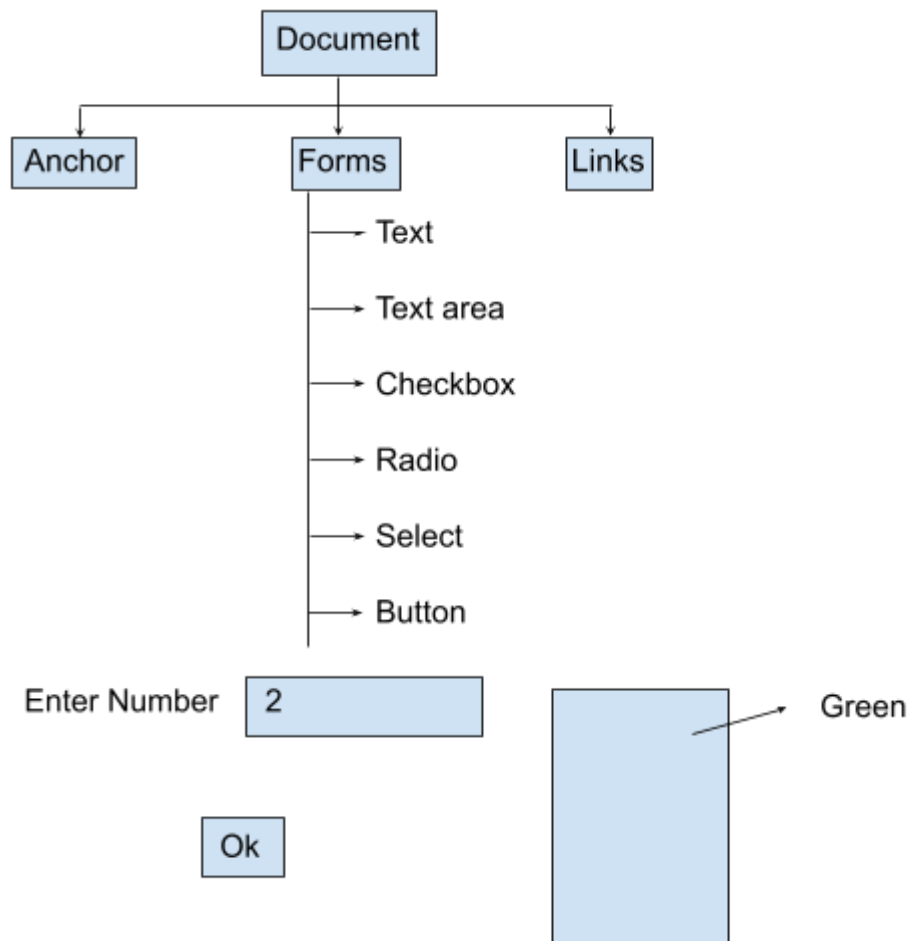 Document
Anchor
Forms
Links
Text
Text area
Checkbox
Radio
Select
Button
Enter Number
2
Green
Ok